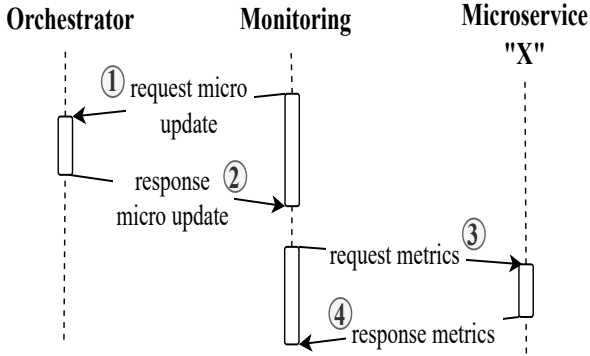 Orchestrator
Monitoring
Microservice
"X"
1
request micro
update
response
2
micro update
3
request metrics
4
response metrics